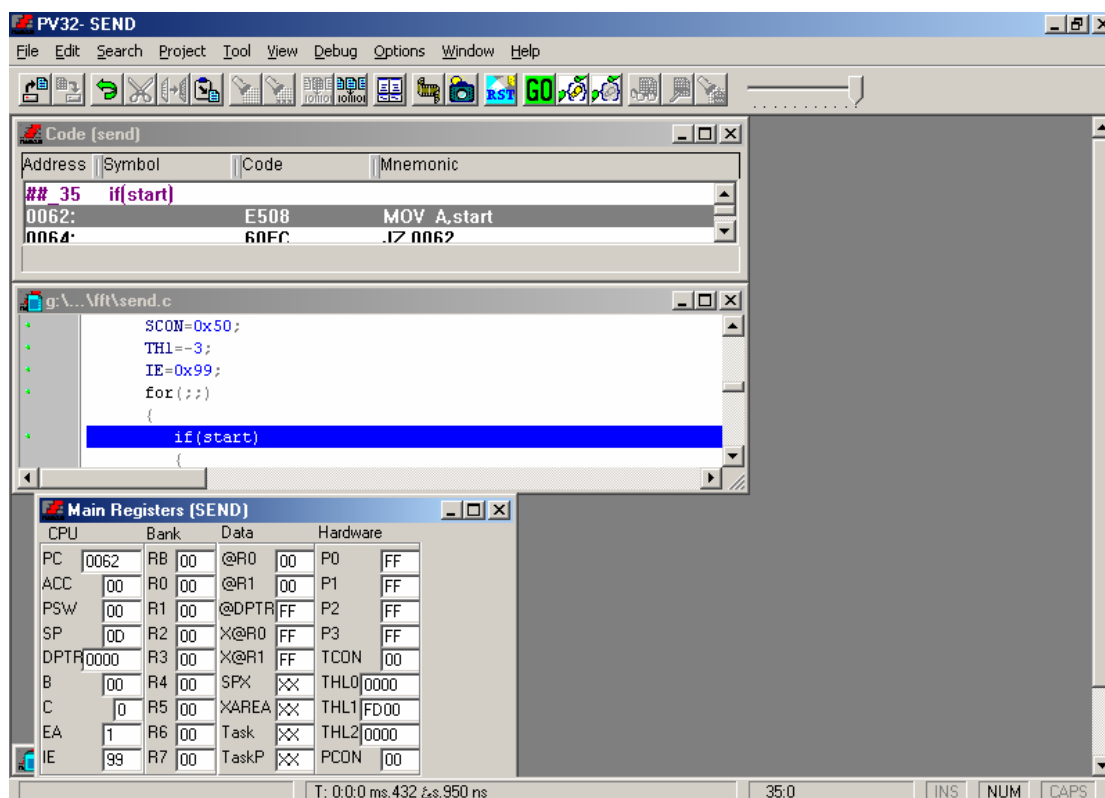 PV32- SEND
File Edit Search Project Tool View Debug Options Window Help
RST GO
Code (send)
Address Symbol Code Mnemonic
##_35 if(start)
0062: E508 MOV A,start
0064: 60FC JZ 0062
g:\...\fft\send.c
SCON=0x50;
TH1=-3;
IE=0x99;
for(;;)
{
if(start)
{
Main Registers (SEND)
CPU Bank Data Hardware
PC 0062 RB 00 @R0 00 P0 FF
ACC 00 R0 00 @R1 00 P1 FF
PSW 00 R1 00 @DPTR FF P2 FF
SP 0D R2 00 X@R0 FF P3 FF
DPTR 0000 R3 00 X@R1 FF TCON 00
B 00 R4 00 SPX XX THL0 0000
C 0 R5 00 XAREA XX THL1 FD00
EA 1 R6 00 Task XX THL2 0000
IE 99 R7 00 TaskP XX PCON 00
T: 0:0:0 ms.432 غs.950 ns 35:0 INS NUM CAPS